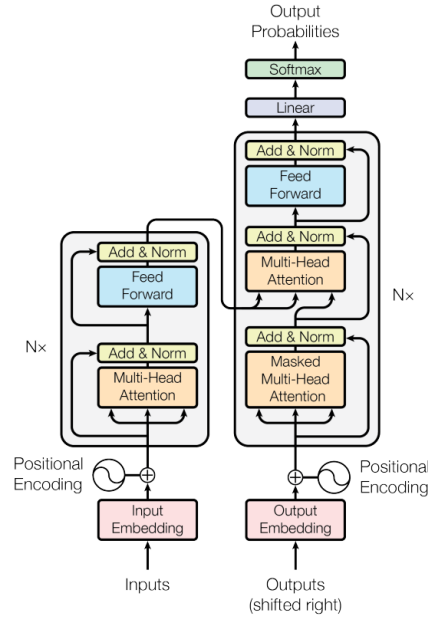 Output
Probabilities
Softmax
Linear
Add & Norm
Feed
Forward
Add & Norm
Multi-Head
Attention
Add & Norm
Masked
Multi-Head
Attention
N×
Add & Norm
Feed
Forward
Add & Norm
Multi-Head
Attention
N×
Positional
Encoding
Positional
Encoding
Input
Embedding
Output
Embedding
Inputs
Outputs
(shifted right)